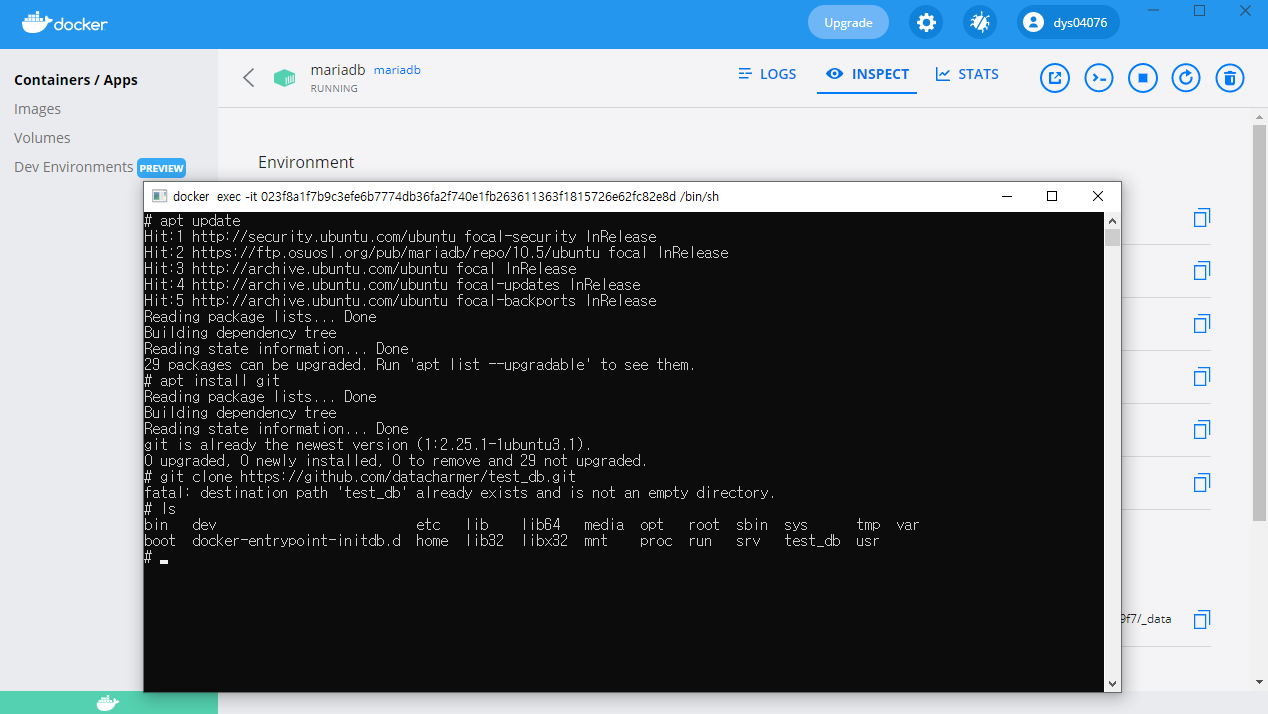 docker
Upgrade
dys04076
Containers / Apps
Images
Volumes
Dev Environments PREVIEW
mariadb mariadb
RUNNING
LOGS
INSPECT
STATS
Environment
docker exec -it 023f8a1f7b9c3efe6b7774db36fa2f740e1fb263611363f1815726e62fc82e8d /bin/sh
# apt update
Hit:1 http://security.ubuntu.com/ubuntu focal-security InRelease
Hit:2 https://ftp.osuosl.org/pub/mariadb/repo/10.5/ubuntu focal InRelease
Hit:3 http://archive.ubuntu.com/ubuntu focal InRelease
Hit:4 http://archive.ubuntu.com/ubuntu focal-updates InRelease
Hit:5 http://archive.ubuntu.com/ubuntu focal-backports InRelease
Reading package lists... Done
Building dependency tree
Reading state information... Done
29 packages can be upgraded. Run 'apt list --upgradable' to see them.
# apt install git
Reading package lists... Done
Building dependency tree
Reading state information... Done
git is already the newest version (1:2.25.1-1ubuntu3.1).
0 upgraded, 0 newly installed, 0 to remove and 29 not upgraded.
# git clone https://github.com/datacharmer/test_db.git
fatal: destination path 'test_db' already exists and is not an empty directory.
# ls
bin dev etc lib lib64 media opt root sbin sys tmp var
boot docker-entrypoint-initdb.d home lib32 libx32 mnt proc run srv test_db usr
#
9f7/_data